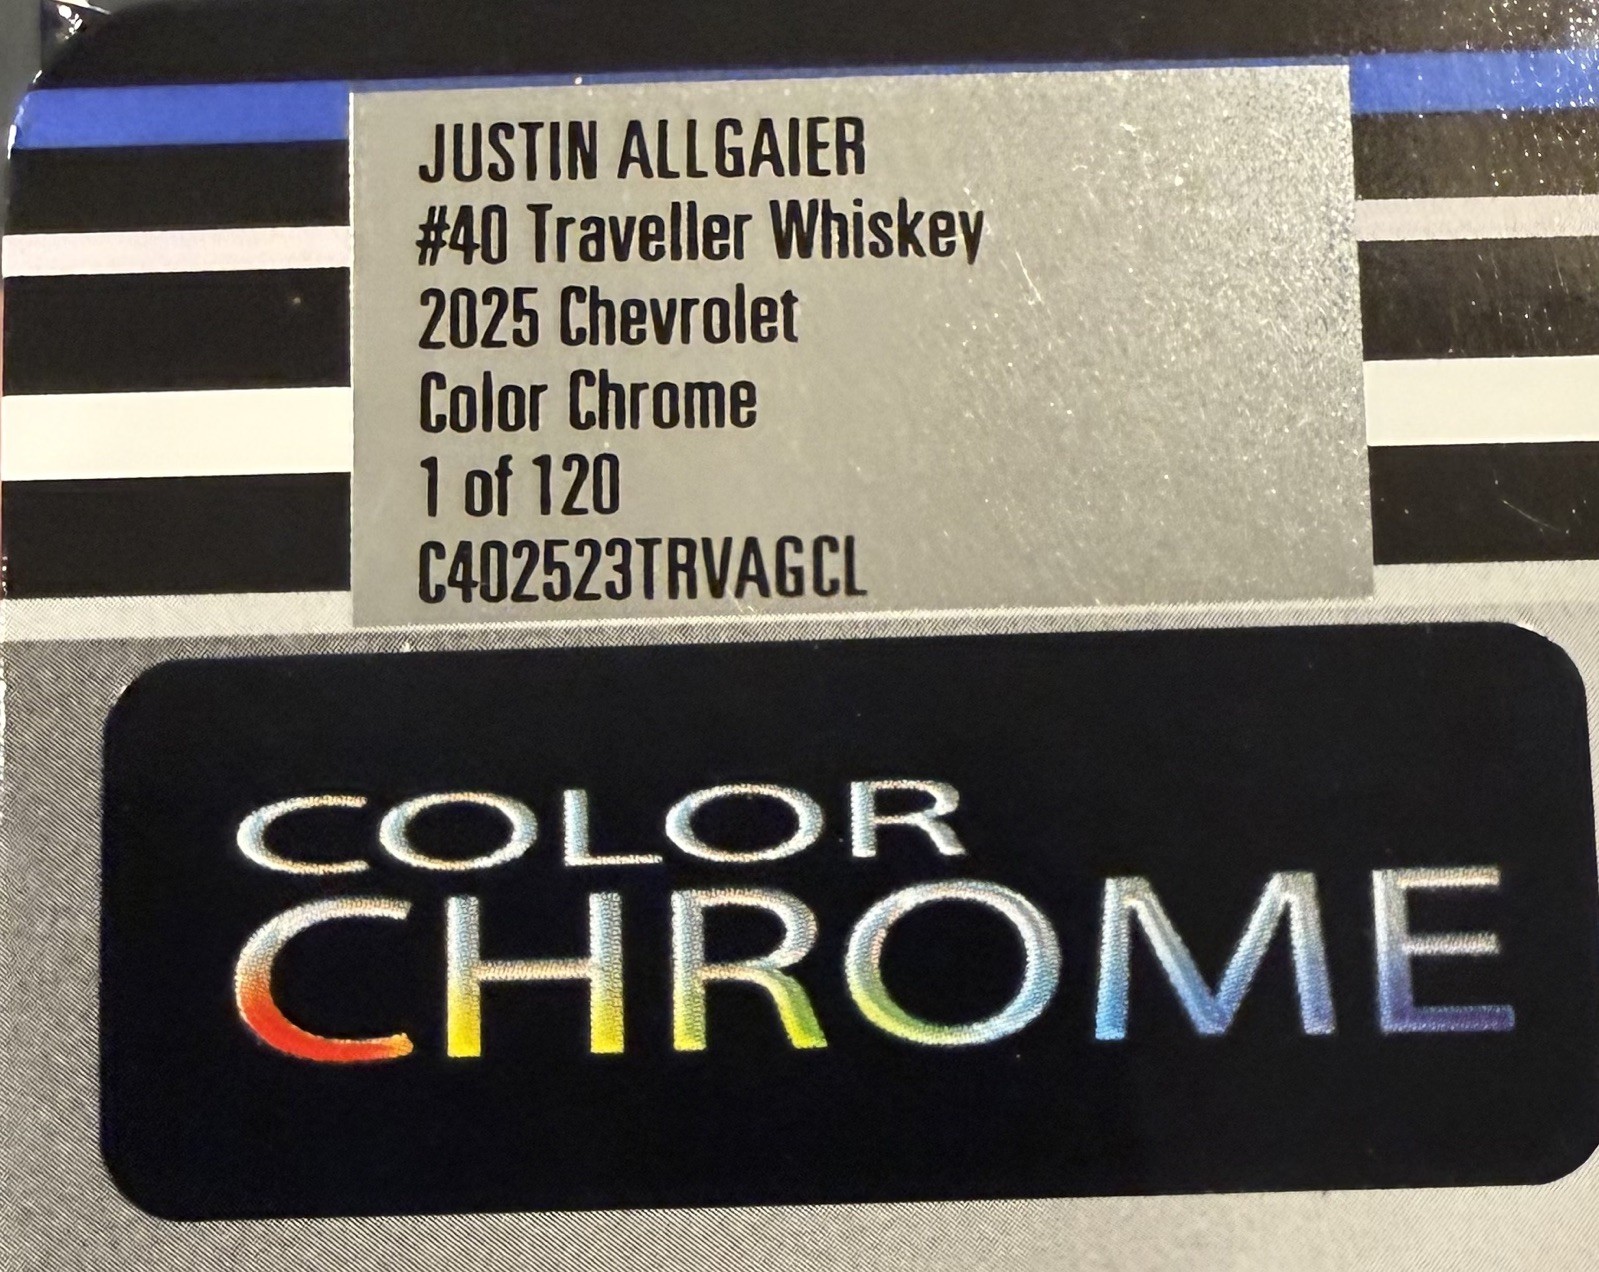 JUSTIN ALLGAIER
#40 Traveller Whiskey
2025 Chevrolet
Color Chrome
1 of 120
C402523TRVAGCL
COLOR
CHROME